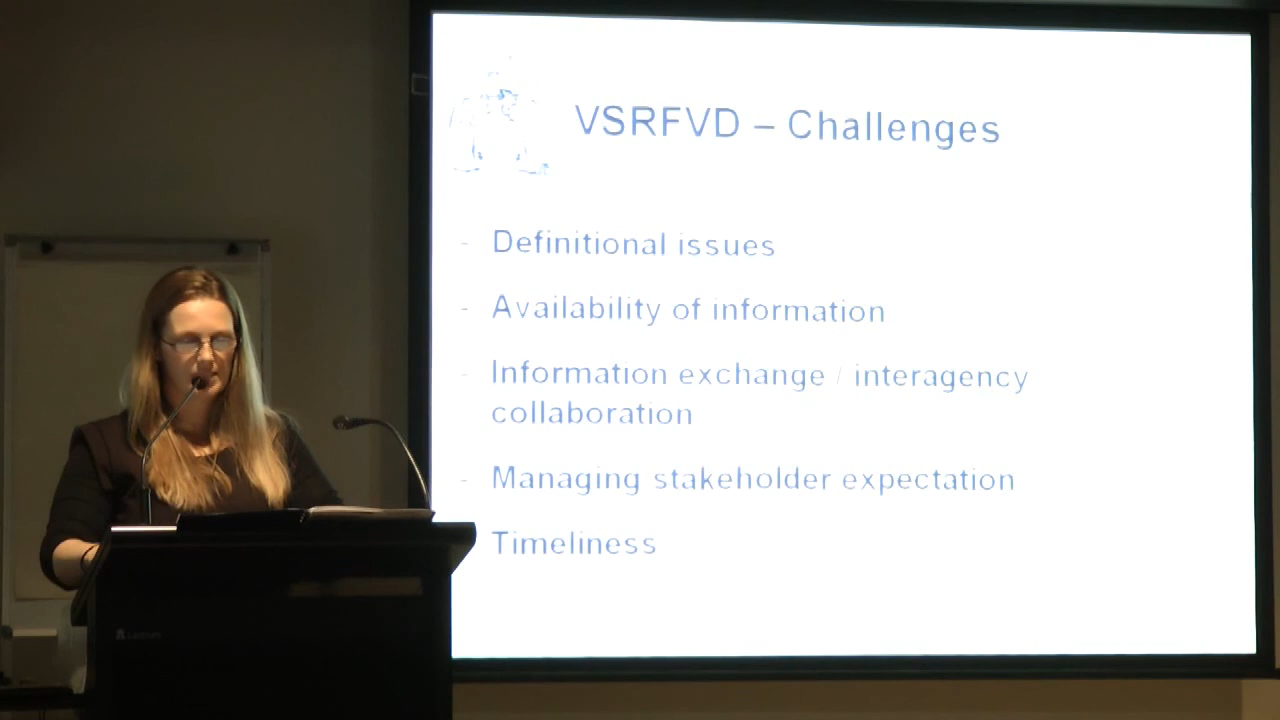 VSRFVD – Challenges
- Definitional issues
- Availability of information
- Information exchange / interagency
collaboration
- Managing stakeholder expectation
Timeliness